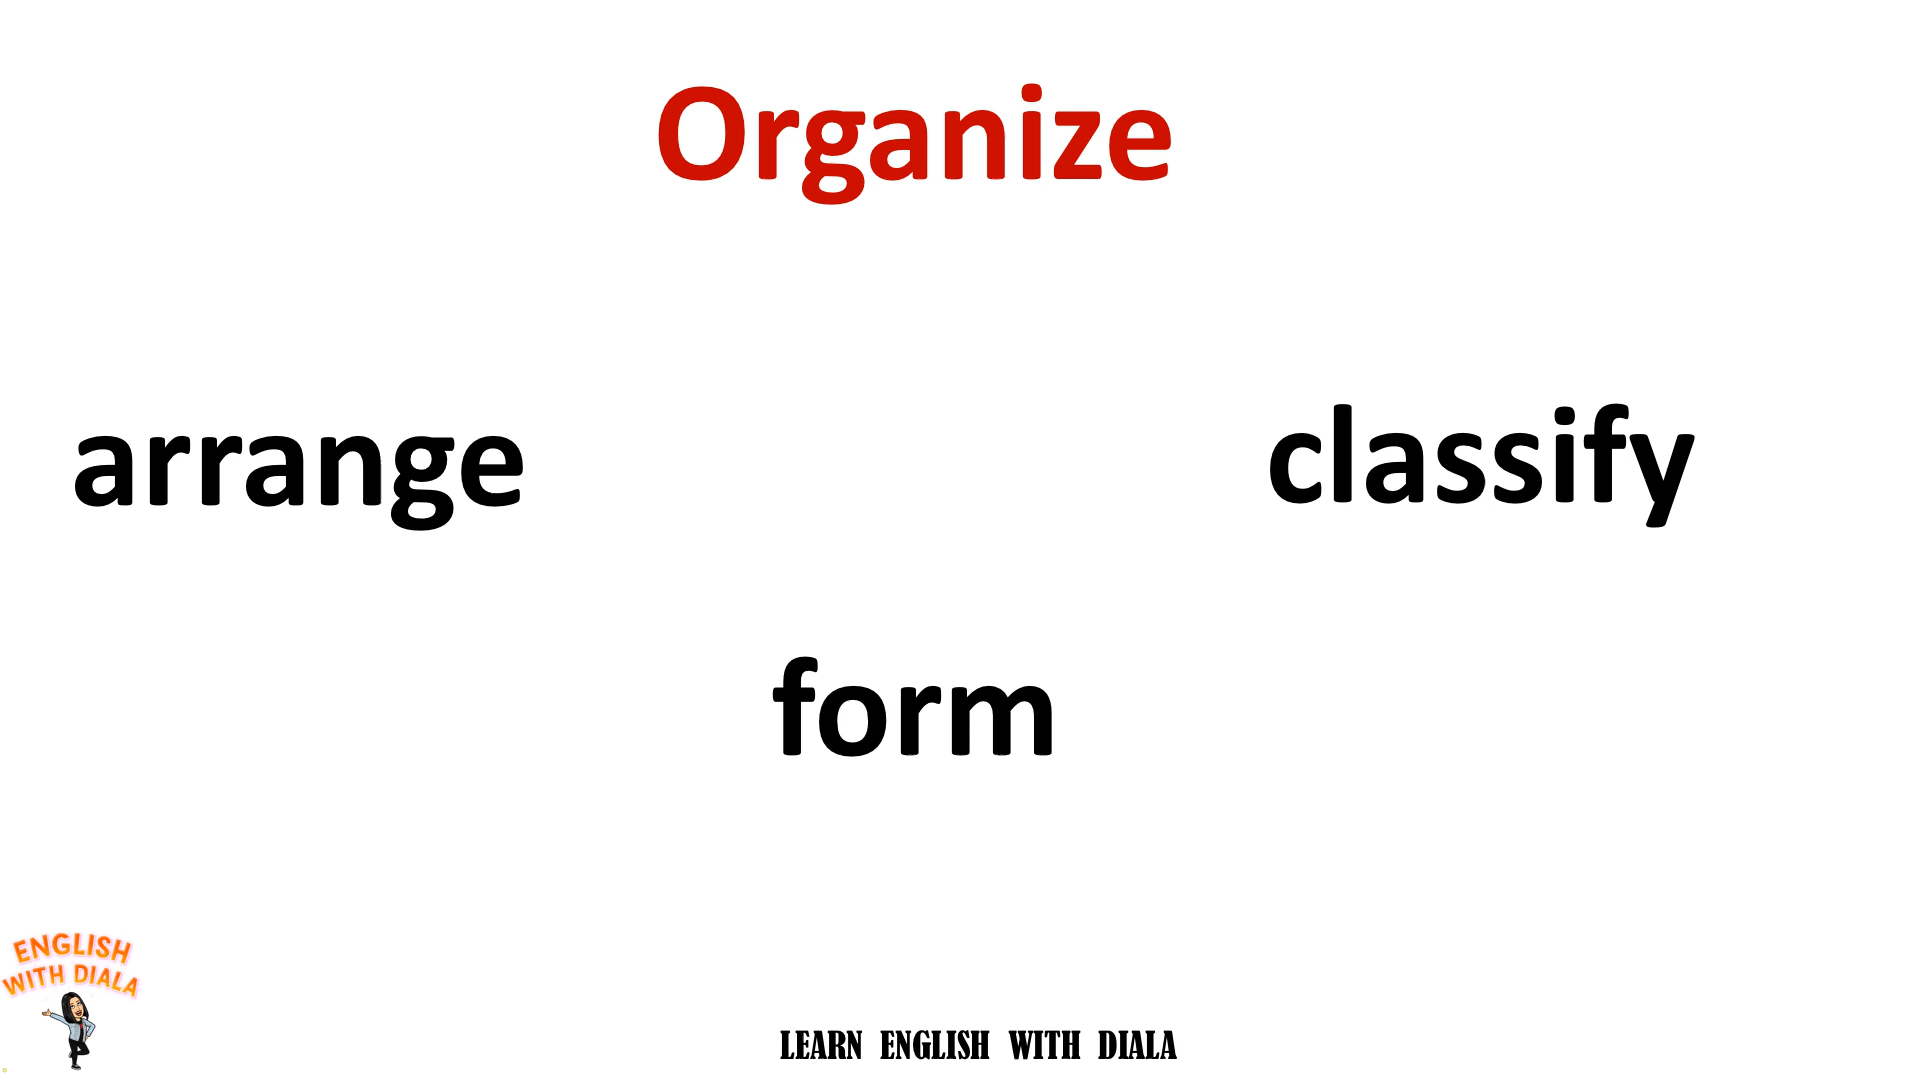 Organize
arrange
classify
form
ENGLISH
WITH DIALA
LEARN ENGLISH WITH DIALA